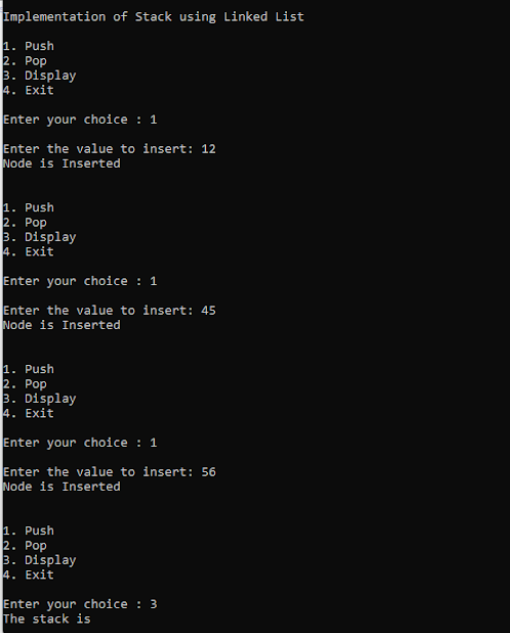 Implementation of Stack using Linked List
1. Push
2. Pop
3. Display
4. Exit
Enter your choice : 1
Enter the value to insert: 12
Node is Inserted
1. Push
2. Pop
3. Display
4. Exit
Enter your choice : 1
Enter the value to insert: 45
Node is Inserted
1. Push
2. Pop
3. Display
4. Exit
Enter your choice : 1
Enter the value to insert: 56
Node is Inserted
1. Push
2. Pop
3. Display
4. Exit
Enter your choice : 3
The stack is